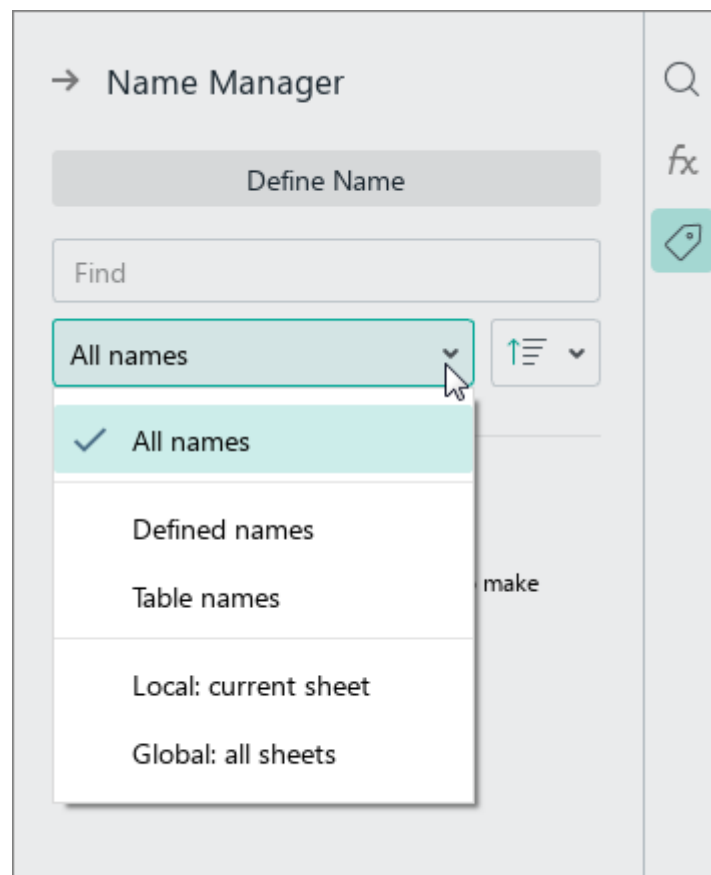 Name Manager
fx
Define Name
Find
All names
All names
Defined names
Table names
make
Local: current sheet
Global: all sheets